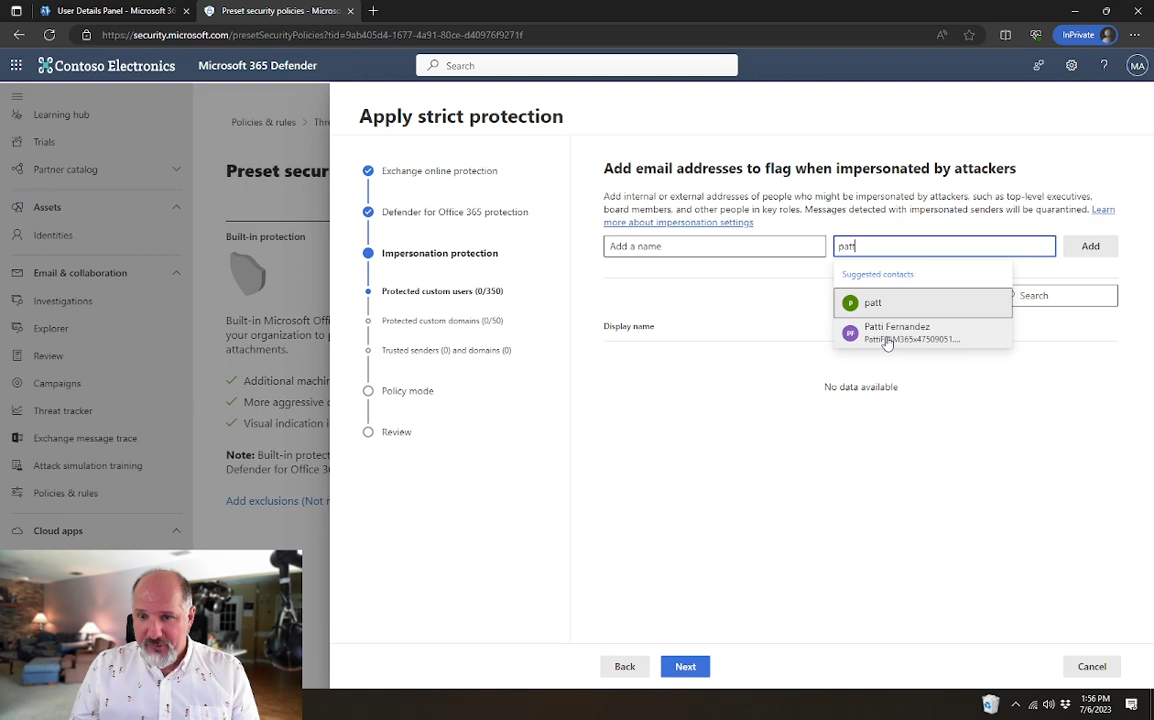 User Details Panel - Microsoft 36
Preset security policies - Micros
https://security.microsoft.com/presetSecurityPolicies?tid=9ab405d4-1677-4a91-80ce-d40976f9271f
InPrivate
Contoso Electronics
Microsoft 365 Defender
Search
MA
Learning hub
Trials
Partner catalog
Assets
Identities
Email & collaboration
Investigations
Explorer
Review
Campaigns
Threat tracker
Exchange message trace
Attack simulation training
Policies & rules
Cloud apps
Policies & rules > Thr
Preset secur
Built-in protection
Built-in Microsoft Offi
your organization to p
attachments.
Additional machin
More aggressive d
Visual indication i
Note: Built-in protect
Defender for Office 36
Add exclusions (Not r
Apply strict protection
Exchange online protection
Defender for Office 365 protection
Impersonation protection
Protected custom users (0/350)
Protected custom domains (0/50)
Trusted senders (0) and domains (0)
Policy mode
Review
Add email addresses to flag when impersonated by attackers
Add internal or external addresses of people who might be impersonated by attackers, such as top-level executives,
board members, and other people in key roles. Messages detected with impersonated senders will be quarantined. Learn
more about impersonation settings
Add a name
patt
Add
Suggested contacts
P patt
PF Patti Fernandez
Search
Display name
No data available
Back
Next
Cancel
1:56 PM
7/6/2023